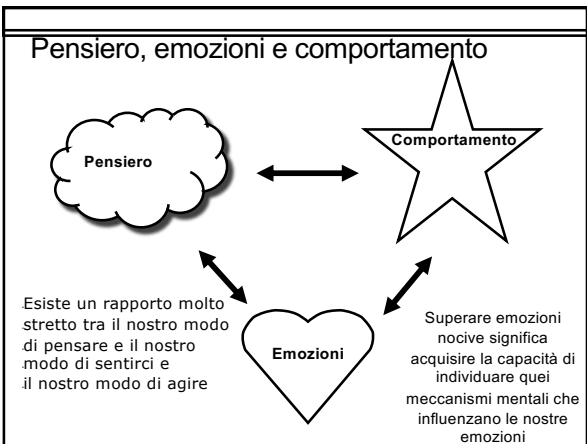 Pensiero, emozioni e comportamento
Comportamento
Pensiero
Esiste un rapporto molto
stretto tra il nostro modo
di pensare e il nostro
modo di sentirci e
il nostro modo di agire
Emozioni
Superare emozioni
nocive significa
acquisire la capacità di
individuare quei
meccanismi mentali che
influenzano le nostre
emozioni